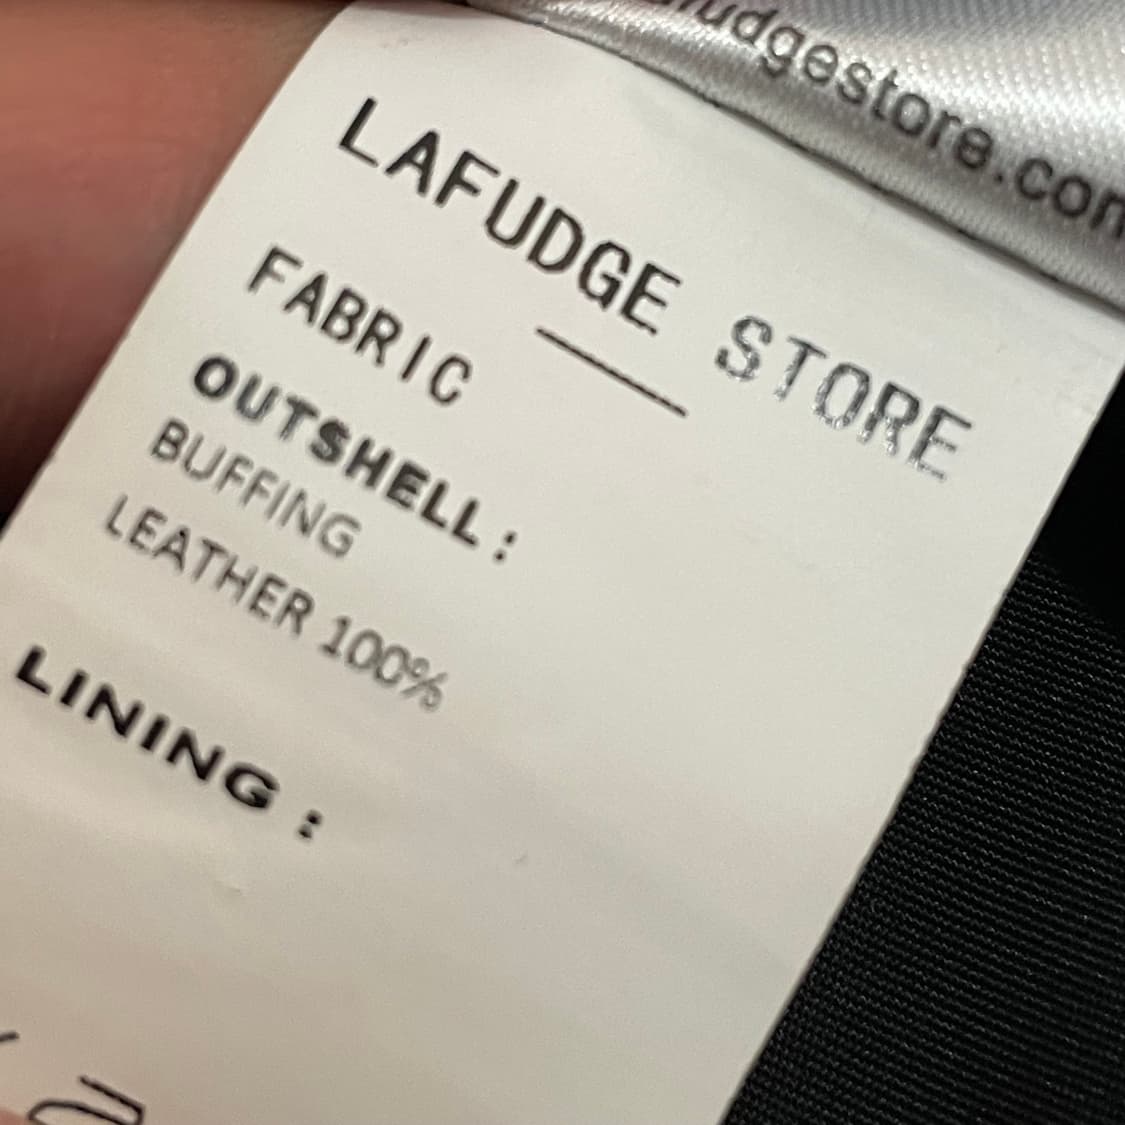 udgestore.com
LAFUDGE STORE
FABRIC
OUTSHELL:
BUFFING
LEATHER 100%
LINING :